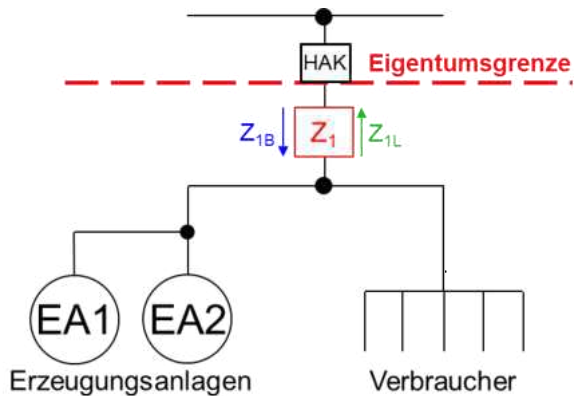 HAK
Eigentumsgrenze
Z1B
Z1
Z1L
EA1
EA2
Erzeugungsanlagen
Verbraucher